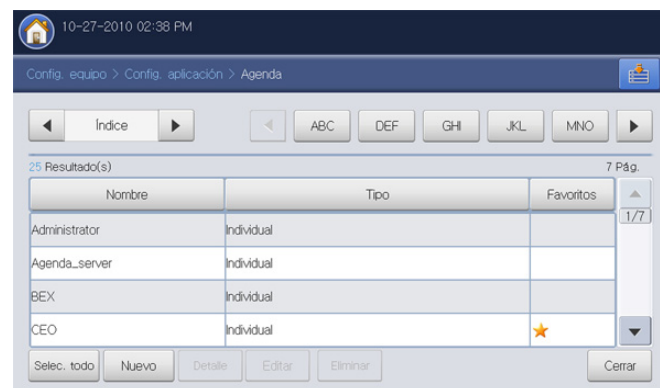 10-27-2010 02:38 PM
Config. equipo > Config. aplicación > Agenda
Índice ABC DEF GHI JKL MNO
25 Resultado(s) 7 Pág.
Nombre Tipo Favoritos
1/7
Administrator Individual
Agenda_server Individual
BEX Individual
CEO Individual
Selec. todo Nuevo Detalle Editar Eliminar Cerrar